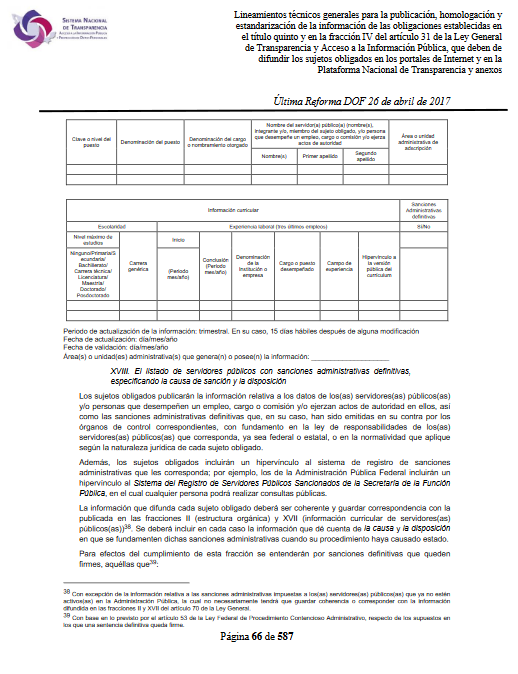 SISTEMA NACIONAL
DE TRANSPARENCIA
Lineamientos técnicos generales para la publicación, homologación y
estandarización de la información de las obligaciones establecidas en
el título quinto y en la fracción IV del artículo 31 de la Ley General
de Transparencia y Acceso a la Información Pública, que deben de
difundir los sujetos obligados en los portales de Internet y en la
Plataforma Nacional de Transparencia y anexos
Última Reforma DOF 26 de abril de 2017
Clave o nivel del puesto
Denominación del puesto
Denominación del cargo o nombramiento otorgado
Nombre del servidor(a) público(a) (nombre(s), integrante y/o, miembro del sujeto obligado, y/o persona que desempeñe un empleo, cargo o comisión y/o ejerza actos de autoridad
Área o unidad administrativa de adscripción
Nombre(s)
Primer apellido
Segundo apellido
Información curricular
Sanciones Administrativas definitivas
Escolaridad
Experiencia laboral (tres últimos empleos)
Sí/No
Nivel máximo de estudios
Inicio
Ninguno/Primaria/S
ecundaria/
Bachillerato/
Carrera técnica/
Licenciatura/
Maestría/
Doctorado/
Posdoctorado
Carrera genérica
(Periodo mes/año)
Conclusión (Periodo mes/año)
Denominación de la Institución o empresa
Cargo o puesto desempeñado
Campo de experiencia
Hipervínculo a la versión pública del currículum
Periodo de actualización de la información: trimestral. En su caso, 15 días hábiles después de alguna modificación
Fecha de actualización: día/mes/año
Fecha de validación: día/mes/año
Área(s) o unidad(es) administrativa(s) que genera(n) o posee(n) la información: ____________________
XVIII. El listado de servidores públicos con sanciones administrativas definitivas,
especificando la causa de sanción y la disposición
Los sujetos obligados publicarán la información relativa a los datos de los(as) servidores(as) públicos(as)
y/o personas que desempeñen un empleo, cargo o comisión y/o ejerzan actos de autoridad en ellos, así
como las sanciones administrativas definitivas que, en su caso, han sido emitidas en su contra por los
órganos de control correspondientes, con fundamento en la ley de responsabilidades de los(as)
servidores(as) públicos(as) que corresponda, ya sea federal o estatal, o en la normatividad que aplique
según la naturaleza jurídica de cada sujeto obligado.
Además, los sujetos obligados incluirán un hipervínculo al sistema de registro de sanciones
administrativas que les corresponda; por ejemplo, los de la Administración Pública Federal incluirán un
hipervínculo al Sistema del Registro de Servidores Públicos Sancionados de la Secretaría de la Función
Pública, en el cual cualquier persona podrá realizar consultas públicas.
La información que difunda cada sujeto obligado deberá ser coherente y guardar correspondencia con la
publicada en las fracciones II (estructura orgánica) y XVII (información curricular de servidores(as)
públicos(as))38. Se deberá incluir en cada caso la información que dé cuenta de la causa y la disposición
en que se fundamenten dichas sanciones administrativas cuando su procedimiento haya causado estado.
Para efectos del cumplimiento de esta fracción se entenderán por sanciones definitivas que queden
firmes, aquéllas que39:
38 Con excepción de la información relativa a las sanciones administrativas impuestas a los(as) servidores(as) públicos(as) que ya no estén
activos(as) en la Administración Pública, la cual no necesariamente tendrá que guardar coherencia o corresponder con la información
difundida en las fracciones II y XVII del artículo 70 de la Ley General.
39 Con base en lo previsto por el artículo 53 de la Ley Federal de Procedimiento Contencioso Administrativo, respecto de los supuestos en
los que una sentencia definitiva queda firme.
Página 66 de 587